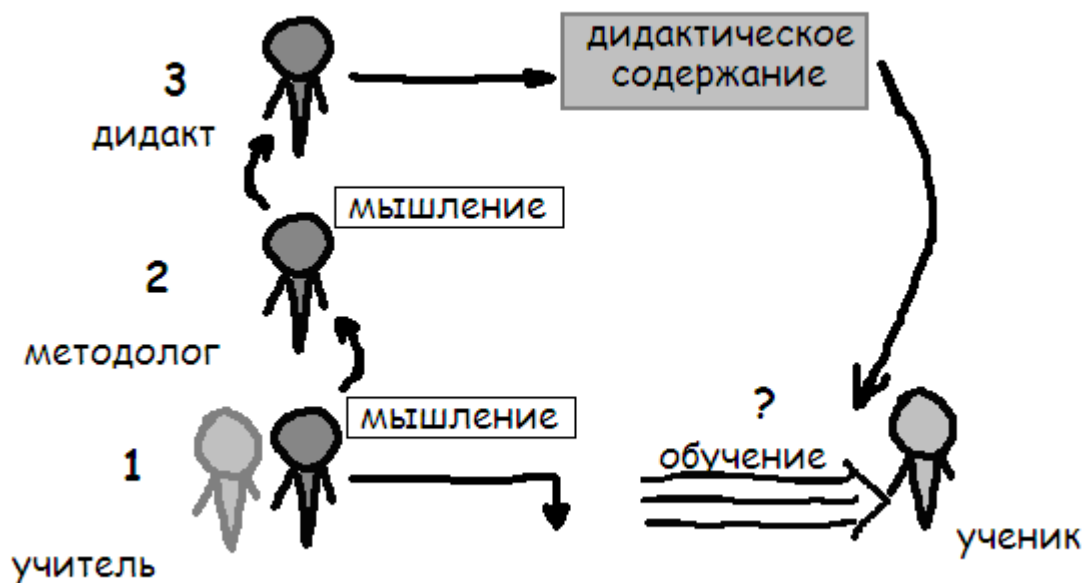 3
дидакт
дидактическое
содержание
мышление
2
методолог
мышление
?
1
обучение
учитель
ученик